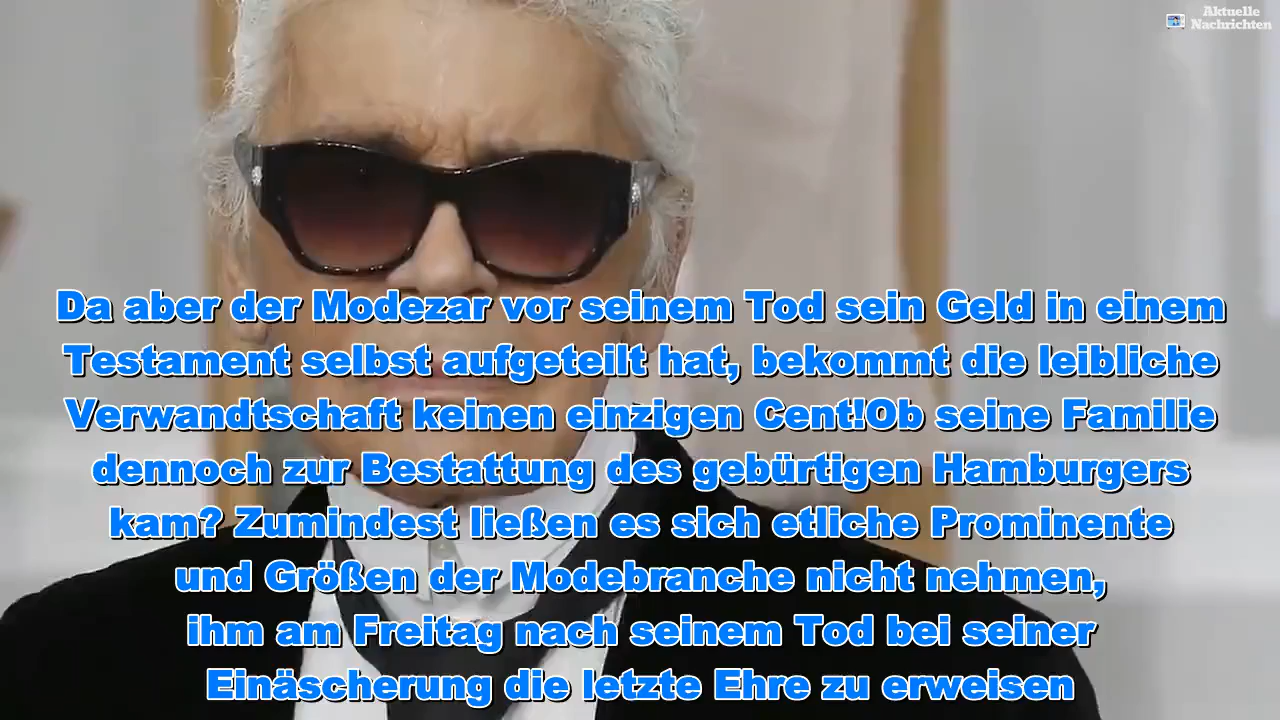 Aktuelle
Nachrichten
Da aber der Modezar vor seinem Tod sein Geld in einem
Testament selbst aufgeteilt hat, bekommt die leibliche
Verwandtschaft keinen einzigen Cent!Ob seine Familie
dennoch zur Bestattung des gebürtigen Hamburgers
kam? Zumindest ließen es sich etliche Prominente
und Größen der Modebranche nicht nehmen,
ihm am Freitag nach seinem Tod bei seiner
Einäscherung die letzte Ehre zu erweisen